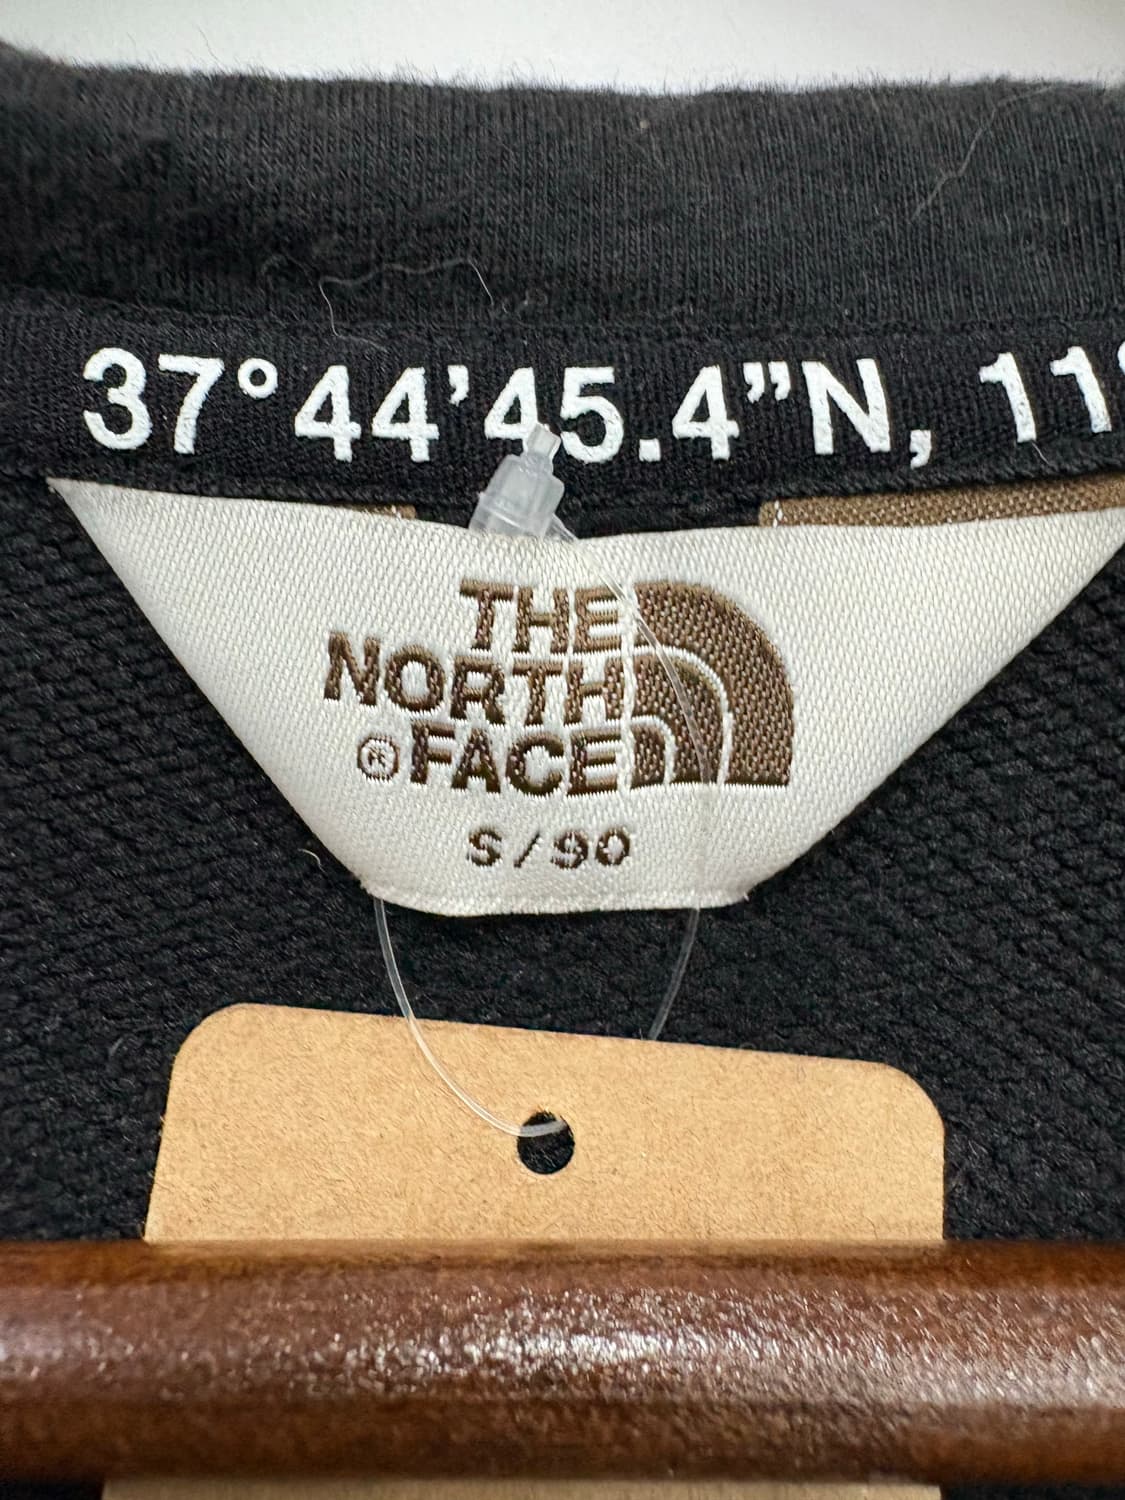 37°44’45.4”N, 11°
THE
NORTH
®FACE
S/90